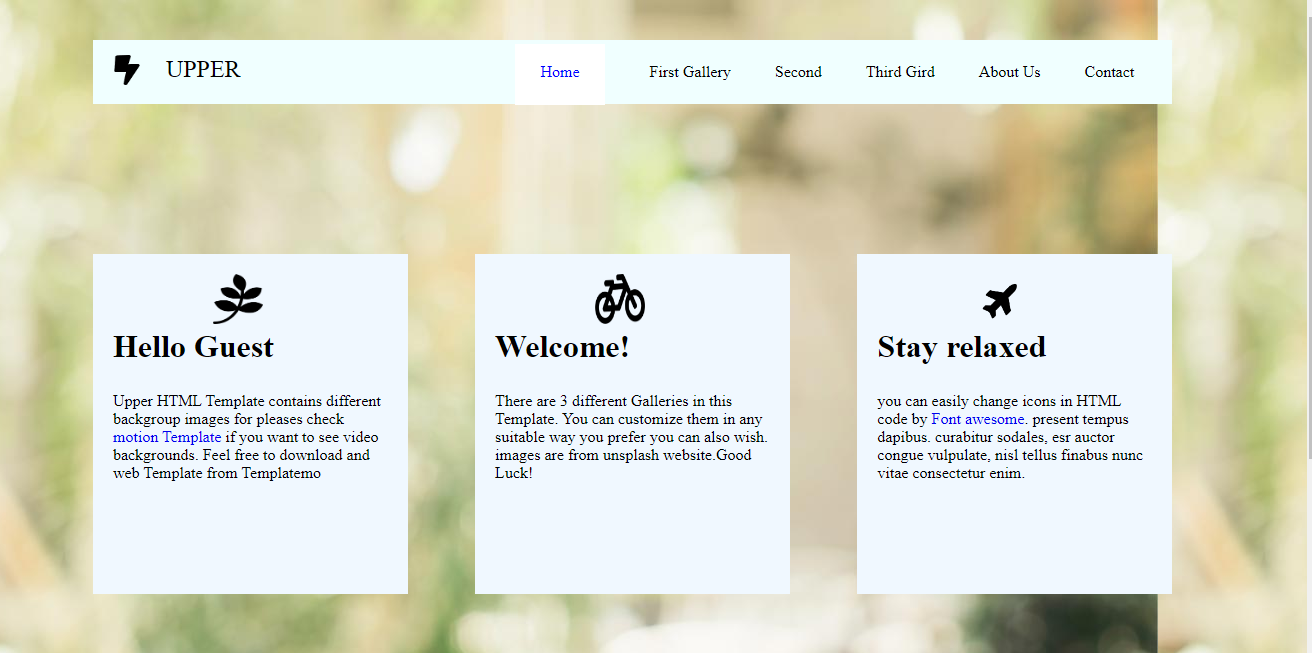 UPPER
Home First Gallery Second Third Gird About Us Contact
Hello Guest
Upper HTML Template contains different
backgroup images for pleases check
motion Template if you want to see video
backgrounds. Feel free to download and
web Template from Templatemo
Welcome!
There are 3 different Galleries in this
Template. You can customize them in any
suitable way you prefer you can also wish.
images are from unsplash website.Good
Luck!
Stay relaxed
you can easily change icons in HTML
code by Font awesome. present tempus
dapibus. curabitur sodales, esr auctor
congue vulpulate, nisl tellus finabus nunc
vitae consectetur enim.